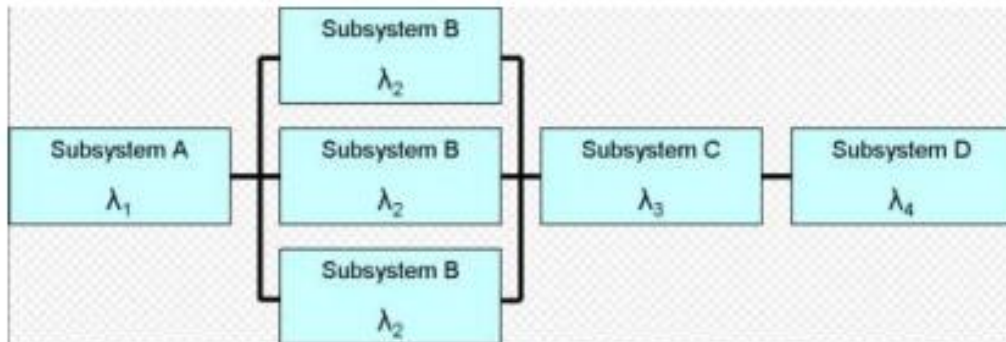 Subsystem B
λ2
Subsystem A
λ1
Subsystem B
λ2
Subsystem C
λ3
Subsystem D
λ4
Subsystem B
λ2